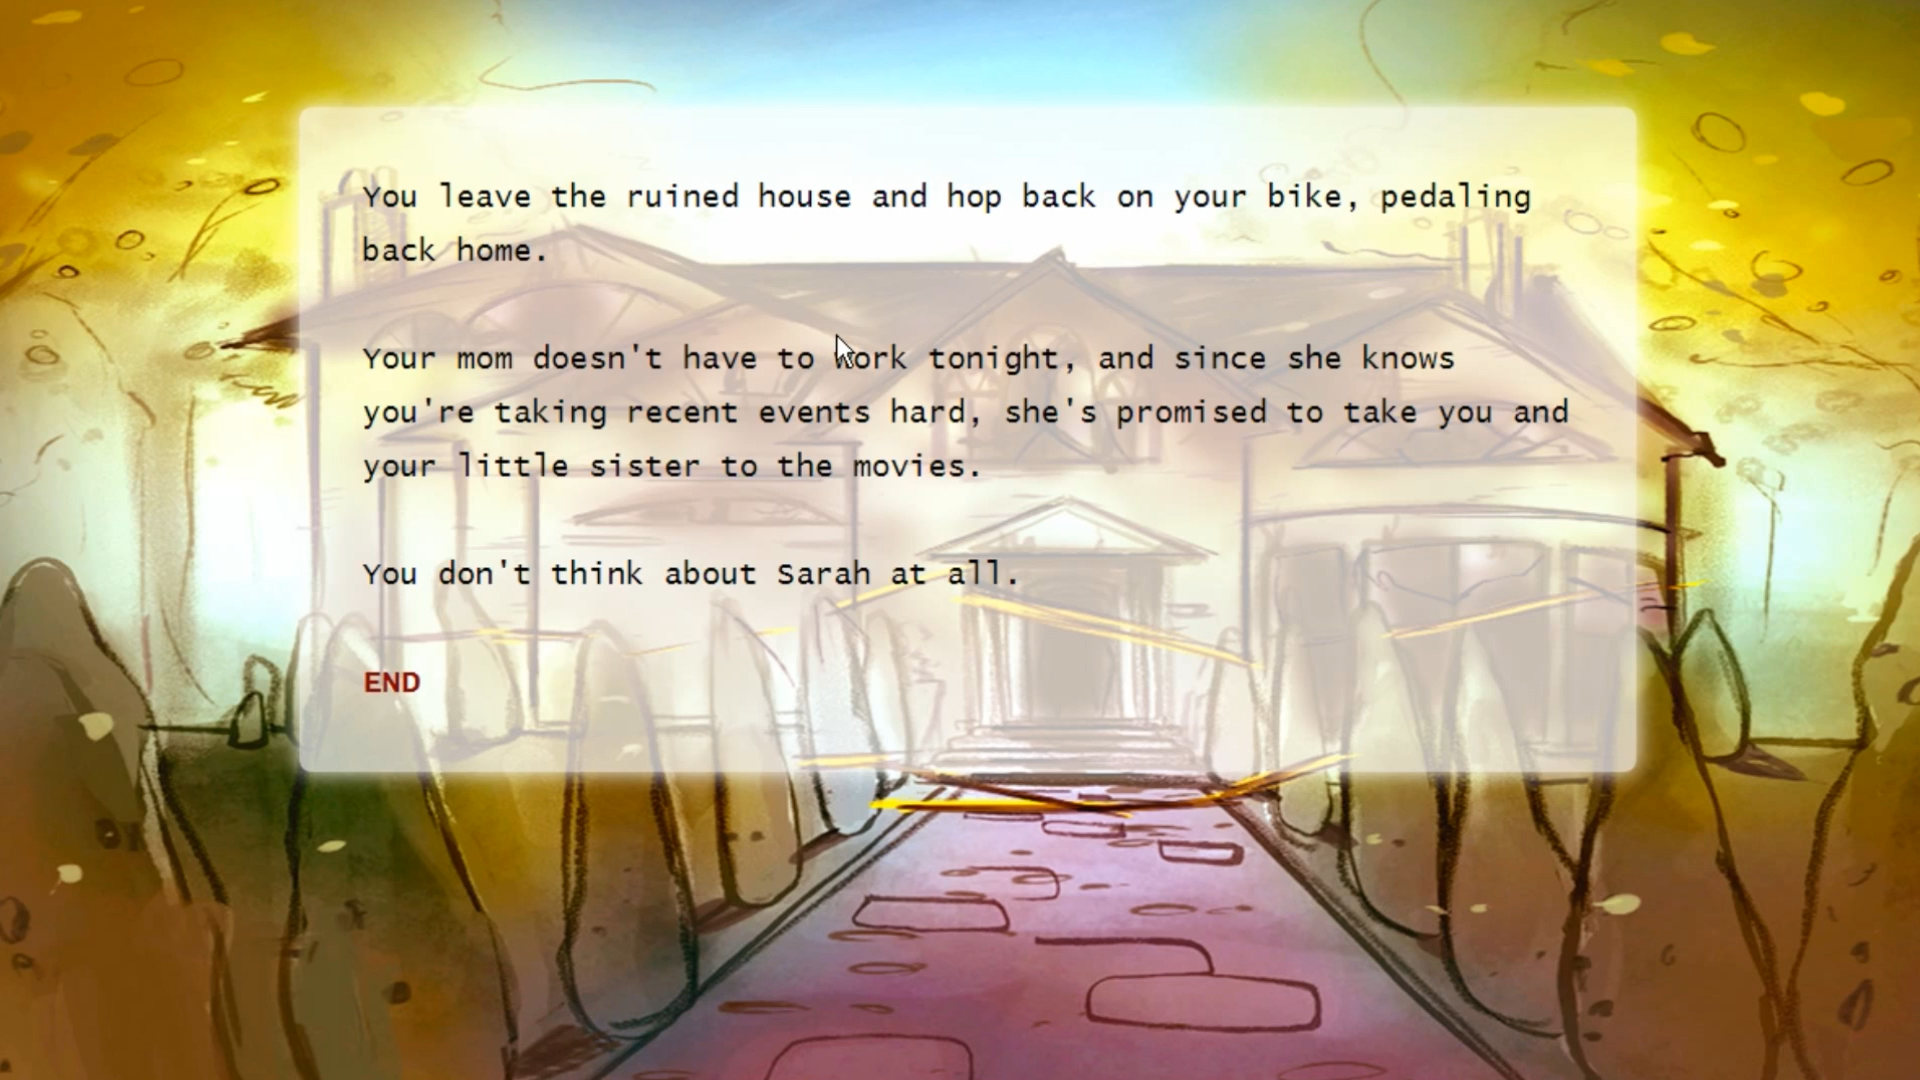 You leave the ruined house and hop back on your bike, pedaling
back home.
Your mom doesn't have to work tonight, and since she knows
you're taking recent events hard, she's promised to take you and
your little sister to the movies.
You don't think about Sarah at all.
END